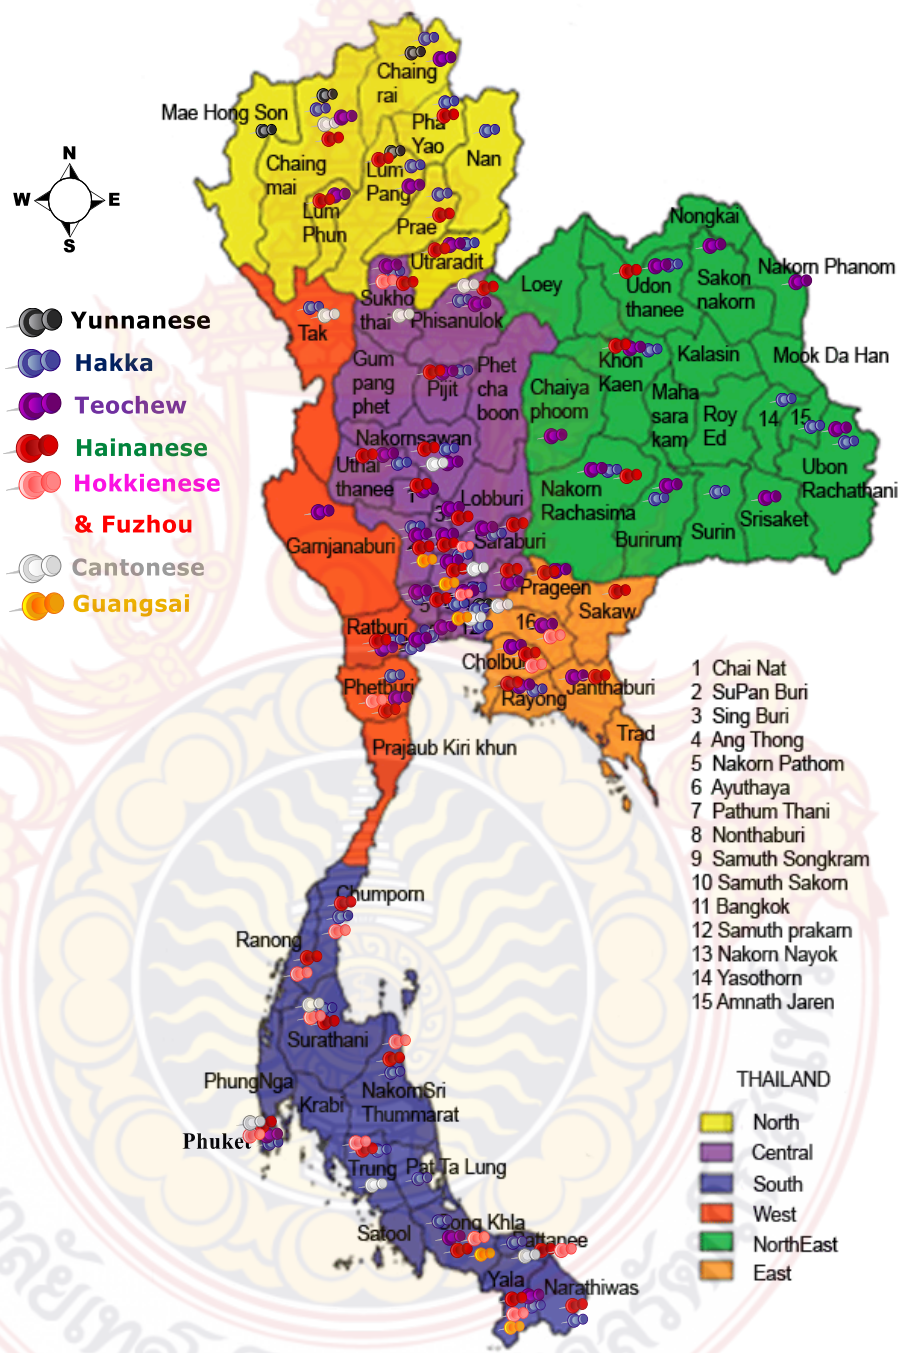 Chaing
rai
Mae Hong Son
Pha
Yao
Nan
Chaing
mai
Lum
Pang
Lum
Phun
Prae
Utraradit
N
W
E
S
Nongkai
Nakorn Phanom
Loey
Udon
thanee
Sakon
nakorn
Sukho
thai
Phisanulok
Tak
Yunnanese
Hakka
Teochew
Hainanese
Hokkienese
& Fuzhou
Cantonese
Guangsai
Gum
pang
phet
Pijit
Phet
cha
boon
Chaiya
phoom
Khon
Kaen
Kalasin
Mook Da Han
Maha
sara
kam
Roy
Ed
14
15
Ubon
Rachathani
Nakornsawan
Uthai
thanee
1
Lobburi
3
Nakorn
Rachasima
Burirum
Surin
Srisaket
Garnjanaburi
Saraburi
Prageen
Sakaw
5
16
Ratburi
Cholbu
Phetburi
Rayong
Janthaburi
Trad
Prajaub Kiri khun
1 Chai Nat
2 SuPan Buri
3 Sing Buri
4 Ang Thong
5 Nakorn Pathom
6 Ayuthaya
7 Pathum Thani
8 Nonthaburi
9 Samuth Songkram
10 Samuth Sakorn
11 Bangkok
12 Samuth prakarn
13 Nakorn Nayok
14 Yasothorn
15 Amnath Jaren
Chumporn
Ranong
Surathani
PhungNga
Krabi
NakornSri
Thummarat
Phuket
Trung
Pat Ta Lung
Satool
ong Khla
attanee
Yala
Narathiwas
THAILAND
North
Central
South
West
NorthEast
East